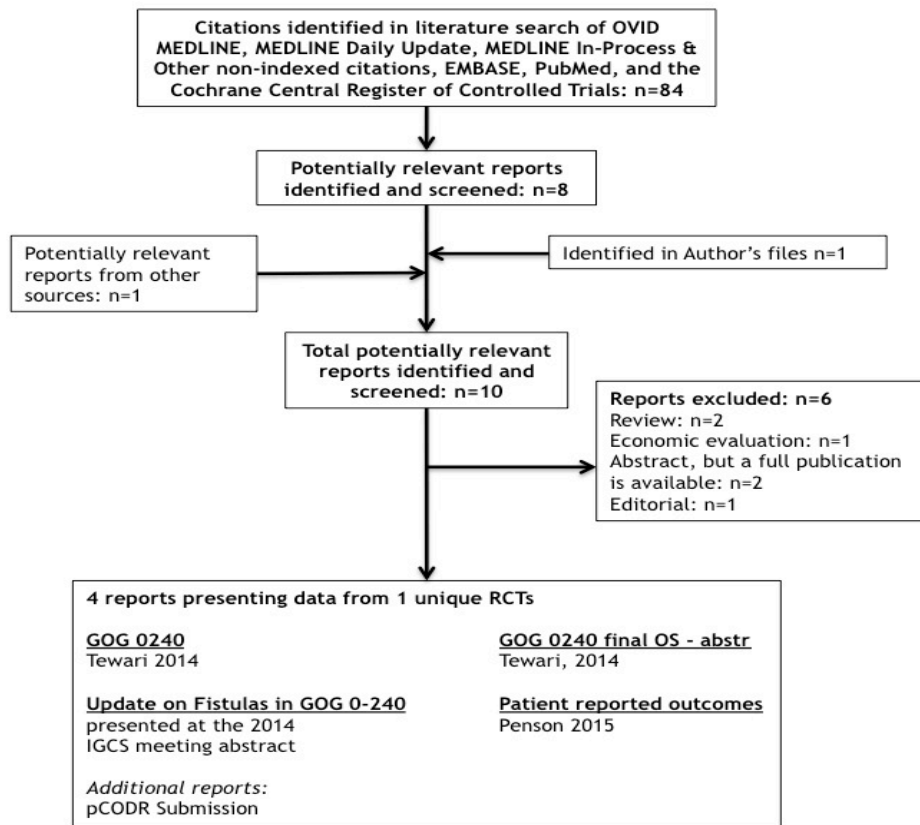 Citations identified in literature search of OVID
MEDLINE, MEDLINE Daily Update, MEDLINE In-Process &
Other non-indexed citations, EMBASE, PubMed, and the
Cochrane Central Register of Controlled Trials: n=84
Potentially relevant reports
identified and screened: n=8
Potentially relevant
reports from other
sources: n=1
Identified in Author's files n=1
Total potentially relevant
reports identified and
screened: n=10
Reports excluded: n=6
Review: n=2
Economic evaluation: n=1
Abstract, but a full publication
is available: n=2
Editorial: n=1
4 reports presenting data from 1 unique RCTs
GOG 0240
Tewari 2014
GOG 0240 final OS - abstr
Tewari, 2014
Update on Fistulas in GOG 0-240
presented at the 2014
IGCS meeting abstract
Patient reported outcomes
Penson 2015
Additional reports:
pCODR Submission